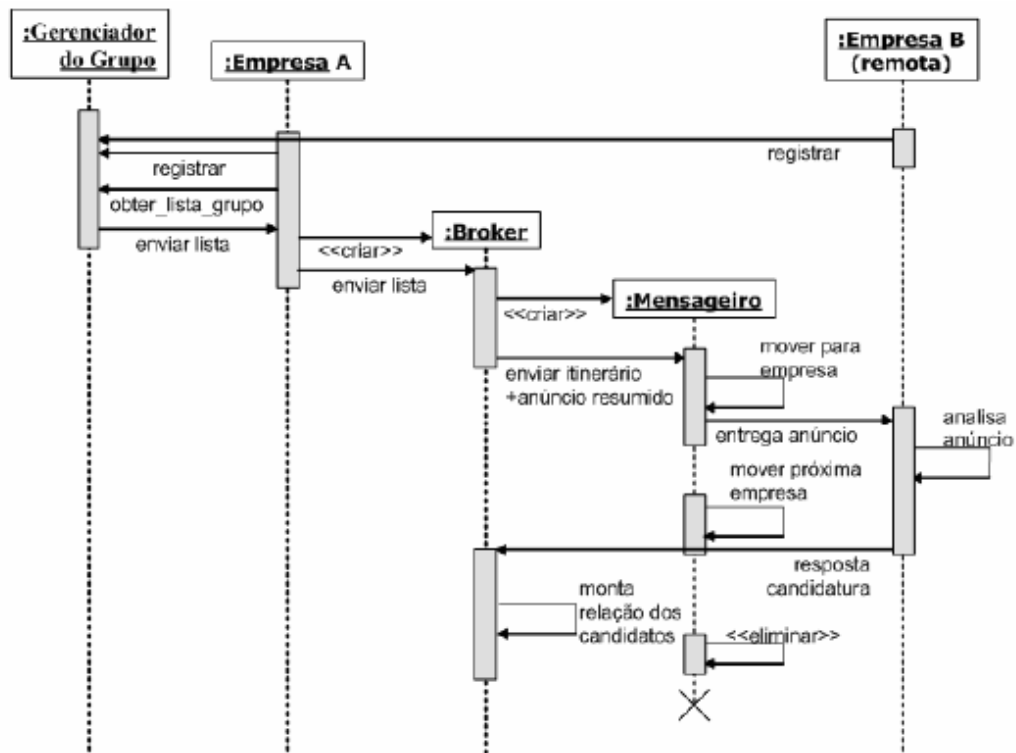 :Gerenciador
do Grupo
:Empresa A
:Empresa B
(remota)
registrar
registrar
obter_lista_grupo
enviar lista
<<criar>>
:Broker
enviar lista
<<criar>>
:Mensageiro
enviar itinerário
+anúncio resumido
mover para
empresa
entrega anúncio
analisa
anúncio
mover próxima
empresa
resposta
candidatura
monta
relação dos
candidatos
<<eliminar>>